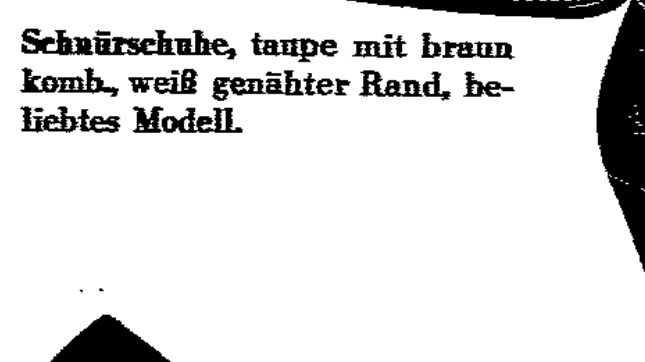 Schnürschuhe, taupe mit braun
komb., weiß genähter Rand, be-
liebtes Modell.